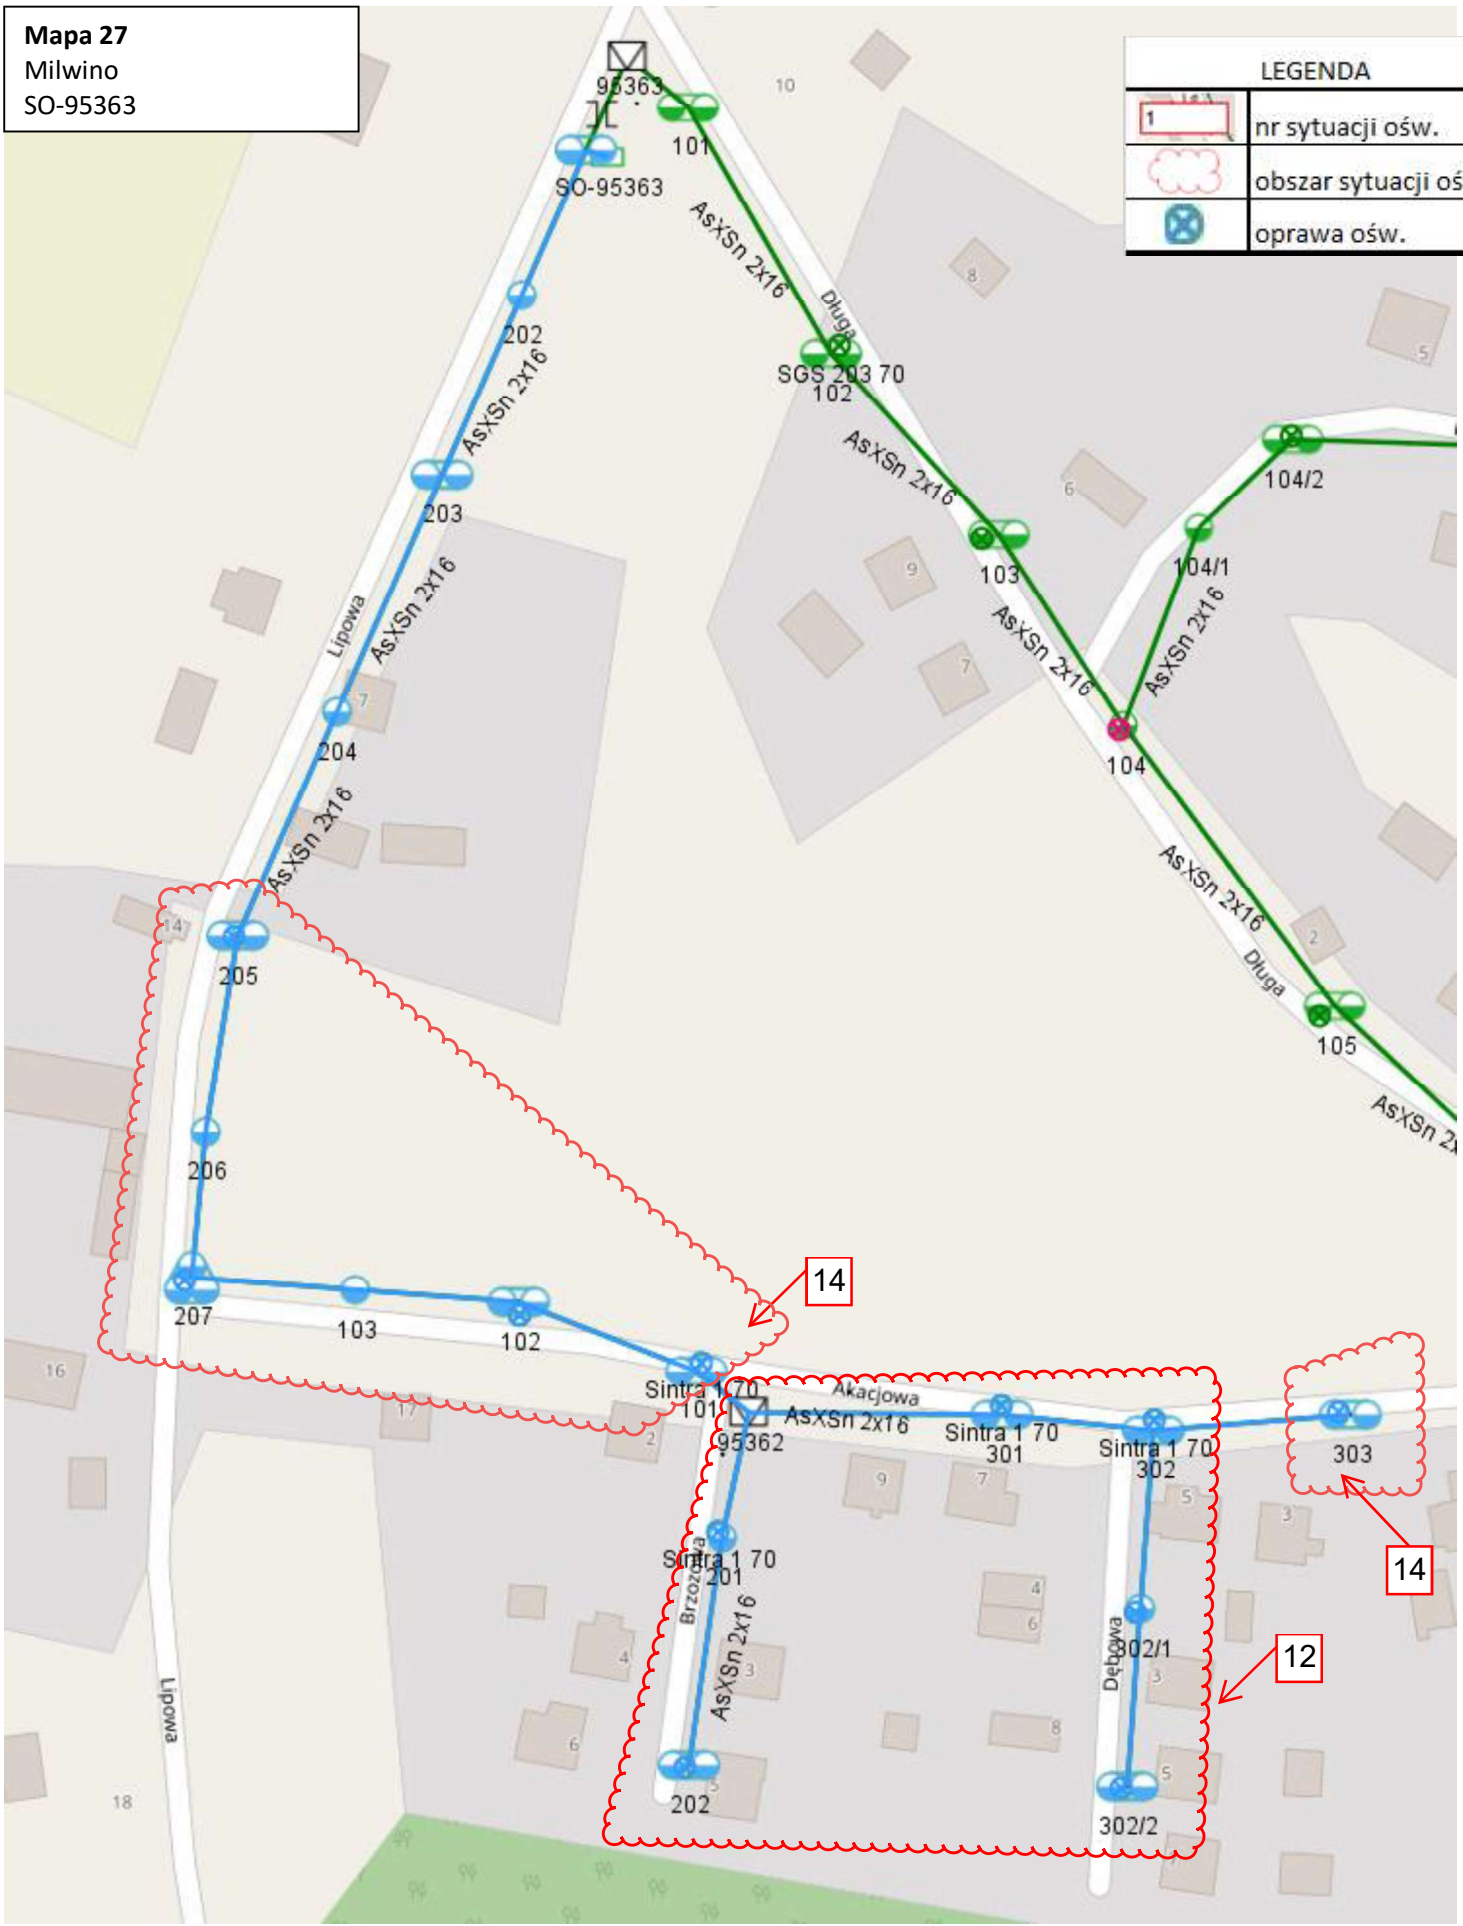 Mapa 27
Milwino
SO-95363
LEGENDA
1
nr sytuacji ośw.
obszar sytuacji oś
oprawa ośw.
95363
10
101
SO-95363
AsXSn 2x16
8
202
Długa
5
SGS 203 70
102
AsXSn 2x16
AsXSn 2x16
104/2
203
6
103
104/1
9
AsXSn 2x16
Lipowa
AsXSn 2x16
AsXSn 2x16
7
7
204
104
AsXSn 2x16
AsXSn 2x16
14
2
205
Długa
105
AsXSn 2x
206
14
207
103
102
16
Sintra 1 70
101
Akacjowa
AsXSn 2x16
17
2
95362
Sintra 1 70
301
Sintra 1 70
302
303
9
7
5
3
14
Sintra 1 70
201
Brzozowa
AsXSn 2x16
4
6
Dębowa
302/1
12
4
3
3
Lipowa
6
8
5
5
18
202
302/2
7